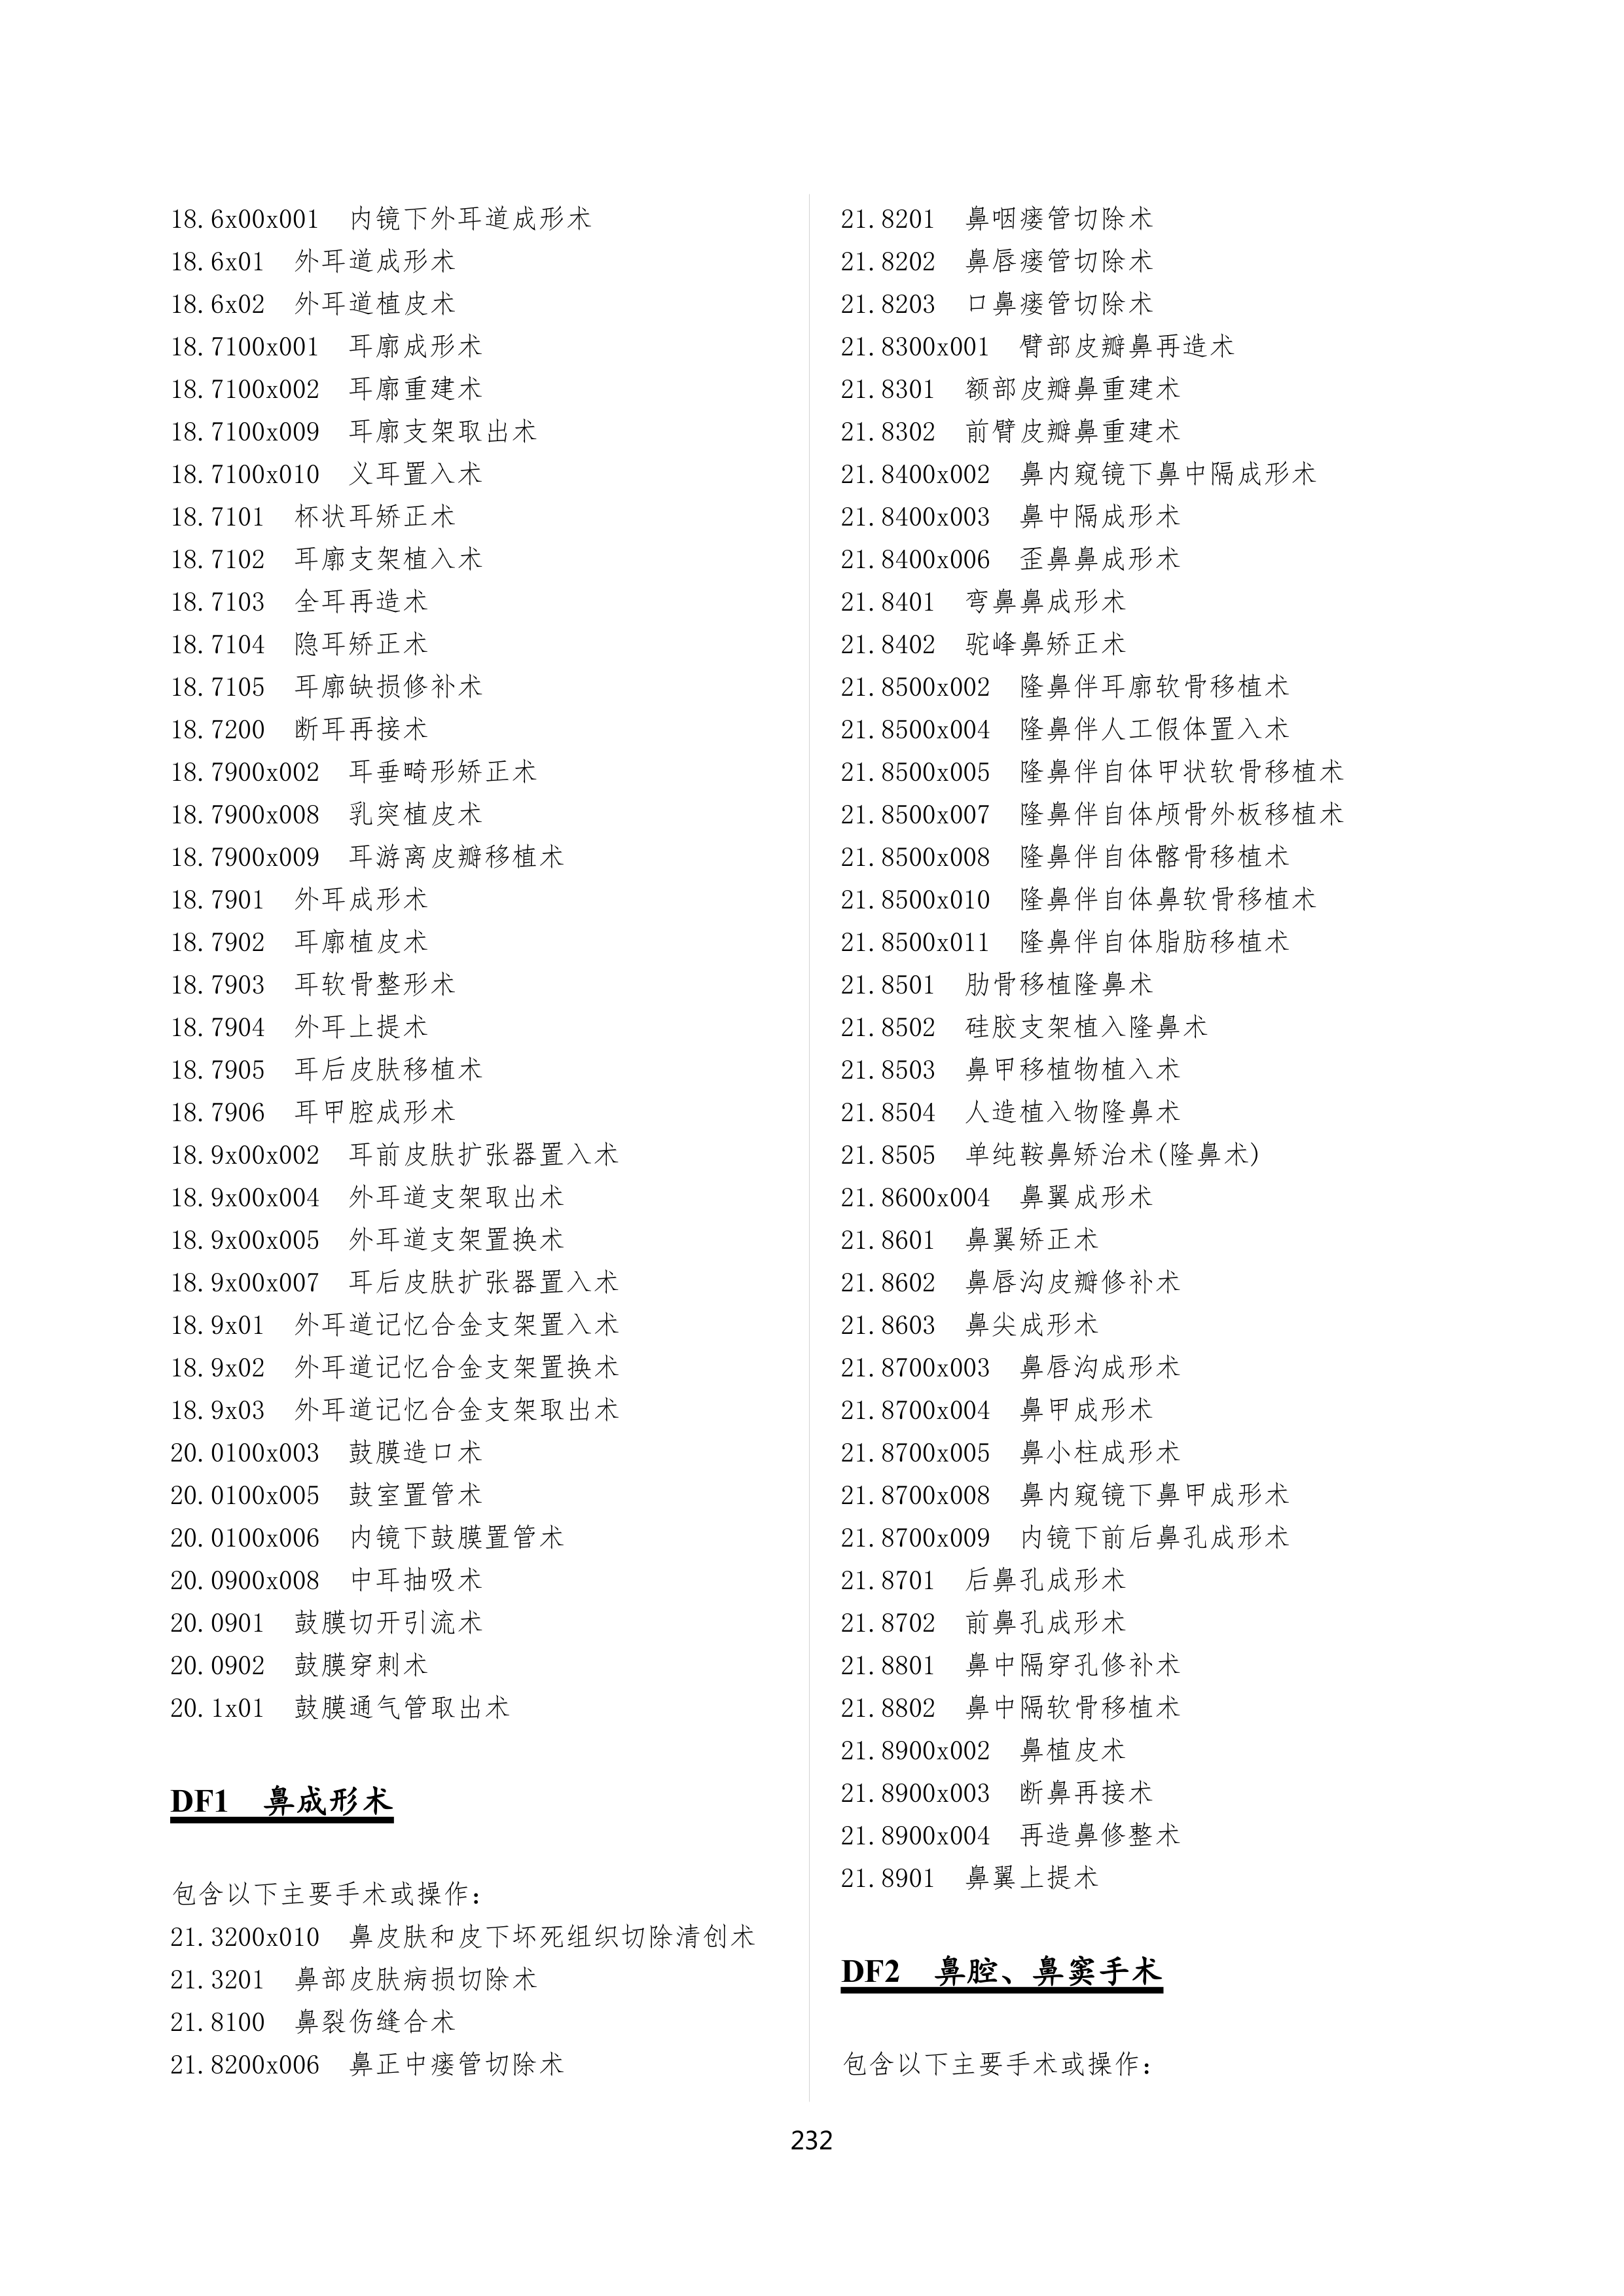 18.6x00x001 内镜下外耳道成形术
18.6x01 外耳道成形术
18.6x02 外耳道植皮术
18.7100x001 耳廓成形术
18.7100x002 耳廓重建术
18.7100x009 耳廓支架取出术
18.7100x010 义耳置入术
18.7101 杯状耳矫正术
18.7102 耳廓支架植入术
18.7103 全耳再造术
18.7104 隐耳矫正术
18.7105 耳廓缺损修补术
18.7200 断耳再接术
18.7900x002 耳垂畸形矫正术
18.7900x008 乳突植皮术
18.7900x009 耳游离皮瓣移植术
18.7901 外耳成形术
18.7902 耳廓植皮术
18.7903 耳软骨整形术
18.7904 外耳上提术
18.7905 耳后皮肤移植术
18.7906 耳甲腔成形术
18.9x00x002 耳前皮肤扩张器置入术
18.9x00x004 外耳道支架取出术
18.9x00x005 外耳道支架置换术
18.9x00x007 耳后皮肤扩张器置入术
18.9x01 外耳道记忆合金支架置入术
18.9x02 外耳道记忆合金支架置换术
18.9x03 外耳道记忆合金支架取出术
20.0100x003 鼓膜造口术
20.0100x005 鼓室置管术
20.0100x006 内镜下鼓膜置管术
20.0900x008 中耳抽吸术
20.0901 鼓膜切开引流术
20.0902 鼓膜穿刺术
20.1x01 鼓膜通气管取出术
DF1 鼻成形术
包含以下主要手术或操作:
21.3200x010 鼻皮肤和皮下坏死组织切除清创术
21.3201 鼻部皮肤病损切除术
21.8100 鼻裂伤缝合术
21.8200x006 鼻正中瘘管切除术
21.8201 鼻咽瘘管切除术
21.8202 鼻唇瘘管切除术
21.8203 口鼻瘘管切除术
21.8300x001 臂部皮瓣鼻再造术
21.8301 额部皮瓣鼻重建术
21.8302 前臂皮瓣鼻重建术
21.8400x002 鼻内窥镜下鼻中隔成形术
21.8400x003 鼻中隔成形术
21.8400x006 歪鼻鼻成形术
21.8401 弯鼻鼻成形术
21.8402 驼峰鼻矫正术
21.8500x002 隆鼻伴耳廓软骨移植术
21.8500x004 隆鼻伴人工假体置入术
21.8500x005 隆鼻伴自体甲状软骨移植术
21.8500x007 隆鼻伴自体颅骨外板移植术
21.8500x008 隆鼻伴自体髂骨移植术
21.8500x010 隆鼻伴自体鼻软骨移植术
21.8500x011 隆鼻伴自体脂肪移植术
21.8501 肋骨移植隆鼻术
21.8502 硅胶支架植入隆鼻术
21.8503 鼻甲移植物植入术
21.8504 人造植入物隆鼻术
21.8505 单纯鞍鼻矫治术(隆鼻术)
21.8600x004 鼻翼成形术
21.8601 鼻翼矫正术
21.8602 鼻唇沟皮瓣修补术
21.8603 鼻尖成形术
21.8700x003 鼻唇沟成形术
21.8700x004 鼻甲成形术
21.8700x005 鼻小柱成形术
21.8700x008 鼻内窥镜下鼻甲成形术
21.8700x009 内镜下前后鼻孔成形术
21.8701 后鼻孔成形术
21.8702 前鼻孔成形术
21.8801 鼻中隔穿孔修补术
21.8802 鼻中隔软骨移植术
21.8900x002 鼻植皮术
21.8900x003 断鼻再接术
21.8900x004 再造鼻修整术
21.8901 鼻翼上提术
DF2 鼻腔、鼻窦手术
包含以下主要手术或操作:
232